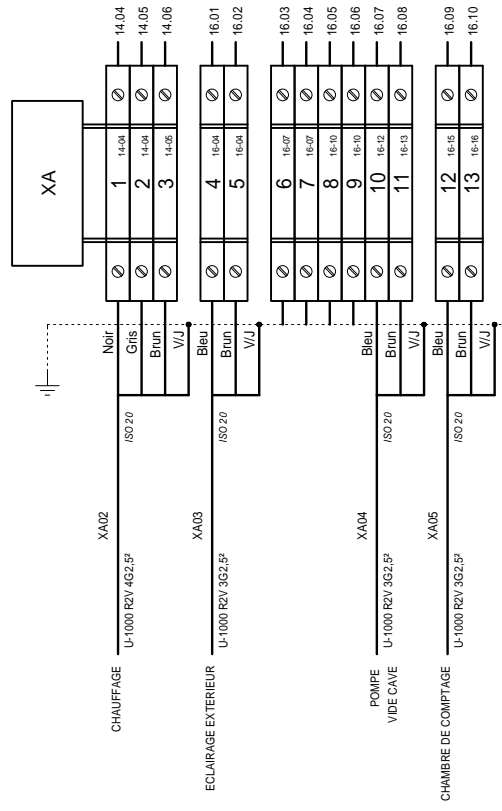 XA
Noir 1 14-04 14.04
Gris 2 14-04 14.05
Brun 3 14-05 14.06
V/J
ISO 20
XA02
U-1000 R2V 4G2,5²
CHAUFFAGE
Bleu 4 16-04 16.01
Brun 5 16-04 16.02
V/J
ISO 20
XA03
U-1000 R2V 3G2,5²
ECLAIRAGE EXTERIEUR
6 16-07 16.03
7 16-07 16.04
8 16-10 16.05
9 16-10 16.06
Bleu 10 16-12 16.07
Brun 11 16-13 16.08
V/J
ISO 20
XA04
U-1000 R2V 3G2,5²
POMPE
VIDE CAVE
Bleu 12 16-15 16.09
Brun 13 16-16 16.10
V/J
ISO 20
XA05
U-1000 R2V 3G2,5²
CHAMBRE DE COMPTAGE